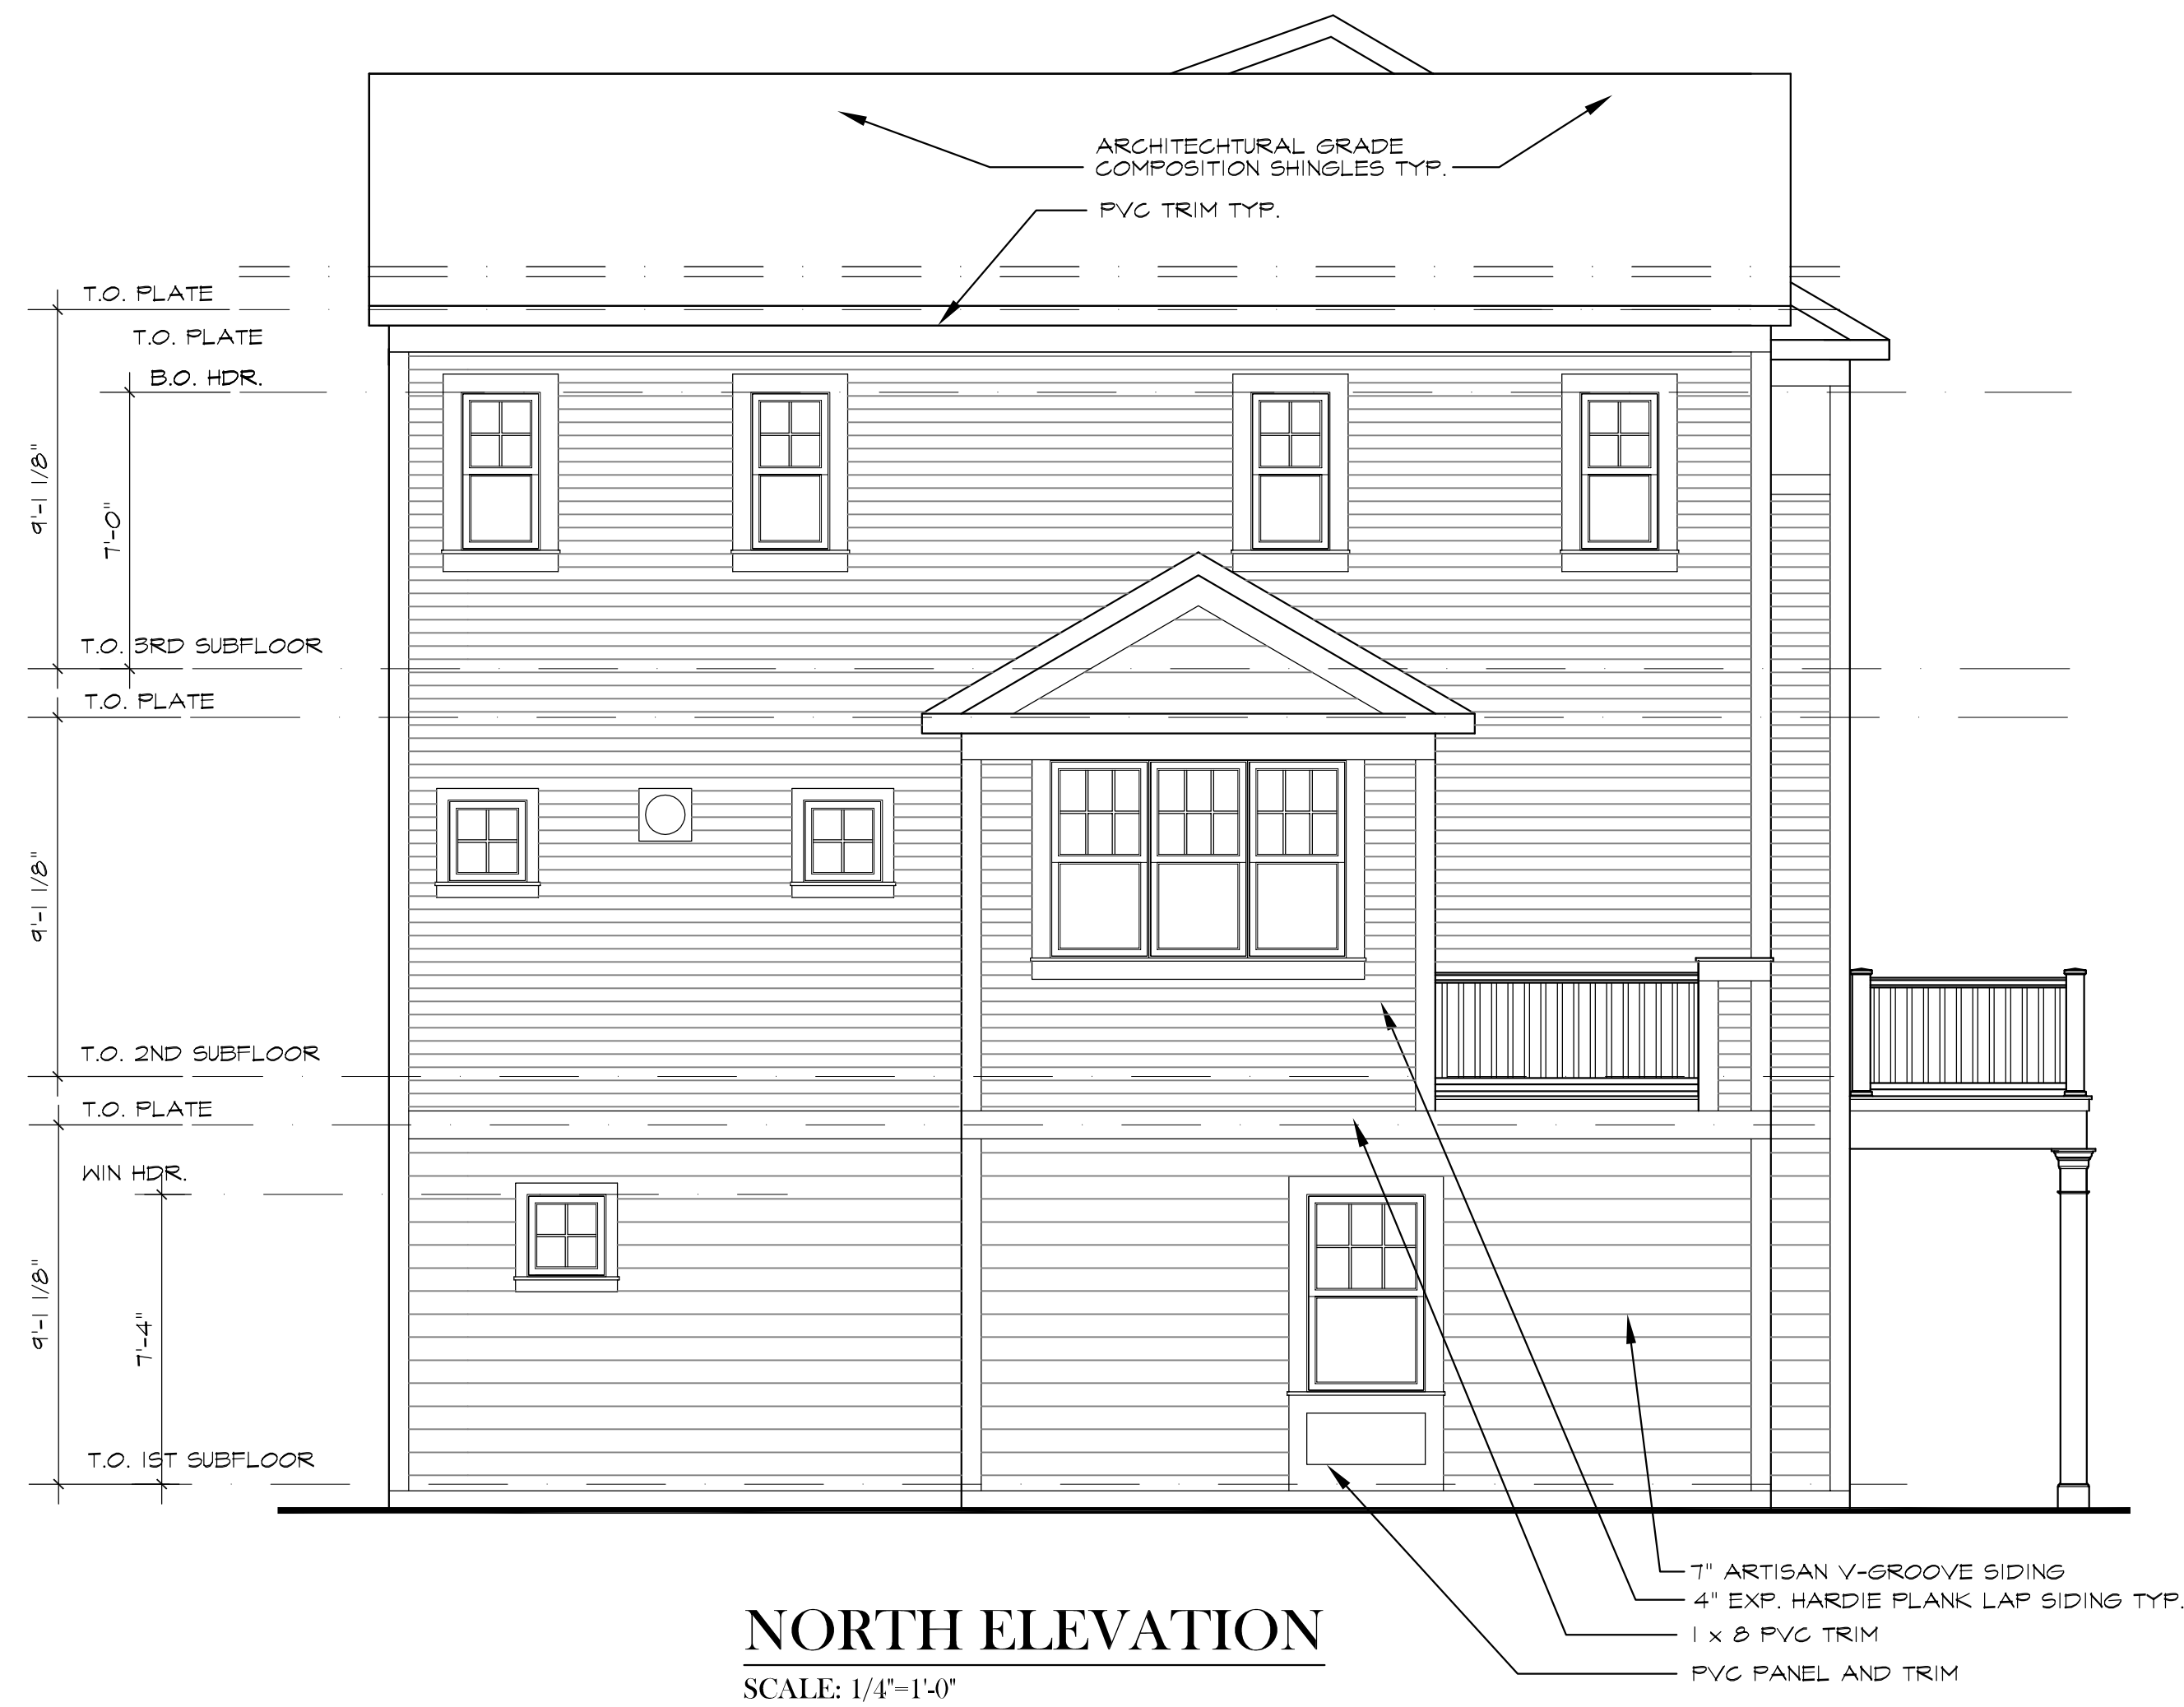 ARCHITECHTURAL GRADE
COMPOSITION SHINGLES TYP.
PVC TRIM TYP.
T.O. PLATE
T.O. PLATE
B.O. HDR.
9'-1 1/8"
7'-0"
T.O. 3RD SUBFLOOR
T.O. PLATE
9'-1 1/8"
T.O. 2ND SUBFLOOR
T.O. PLATE
WIN HDR.
9'-1 1/8"
7'-4"
T.O. 1ST SUBFLOOR
7" ARTISAN V-GROOVE SIDING
4" EXP. HARDIE PLANK LAP SIDING TYP.
1 x 8 PVC TRIM
PVC PANEL AND TRIM
NORTH ELEVATION
SCALE: 1/4"=1'-0"